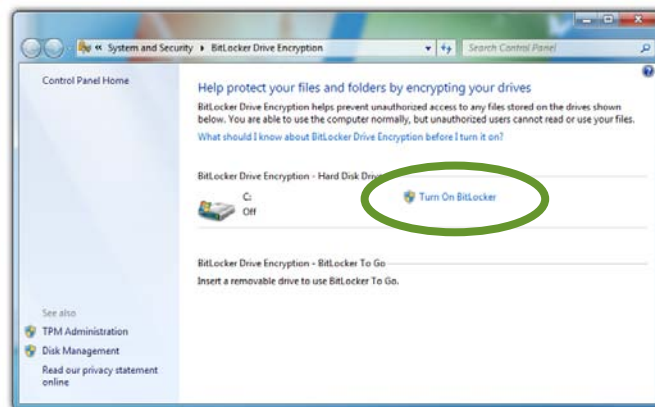 « System and Security ▸ BitLocker Drive Encryption
Search Control Panel
Control Panel Home
Help protect your files and folders by encrypting your drives
BitLocker Drive Encryption helps prevent unauthorized access to any files stored on the drives shown
below. You are able to use the computer normally, but unauthorized users cannot read or use your files.
What should I know about BitLocker Drive Encryption before I turn it on?
BitLocker Drive Encryption - Hard Disk Drive
C:
Off
Turn On BitLocker
BitLocker Drive Encryption - BitLocker To Go
Insert a removable drive to use BitLocker To Go.
See also
TPM Administration
Disk Management
Read our privacy statement
online